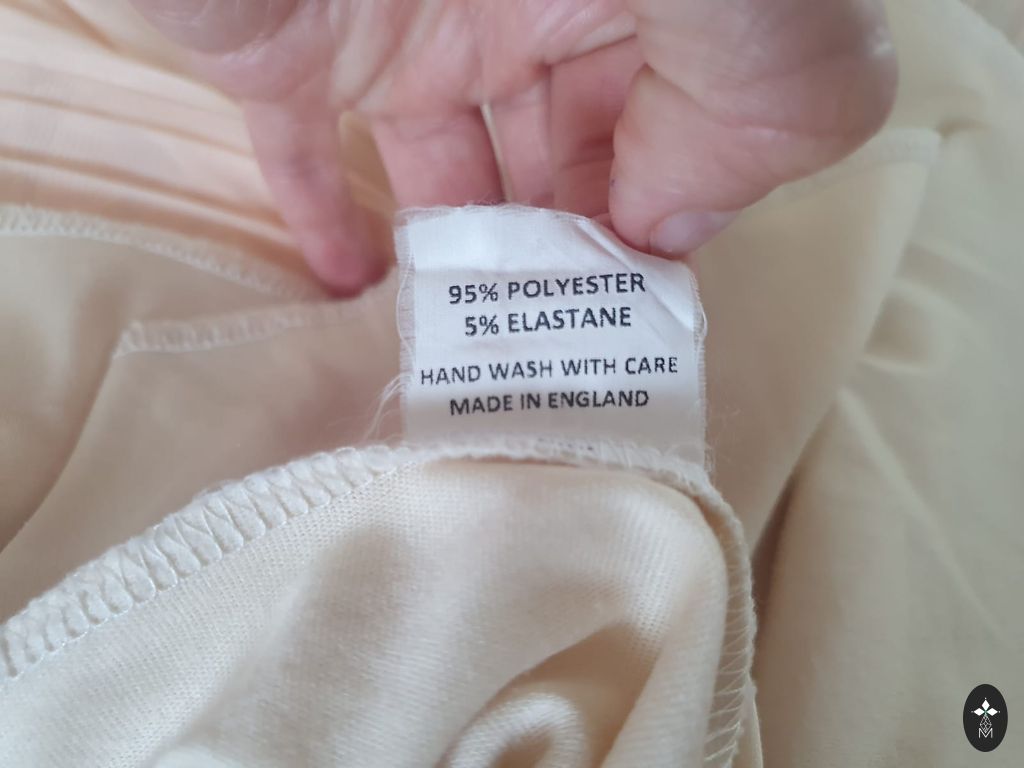 95% POLYESTER
5% ELASTANE
HAND WASH WITH CARE
MADE IN ENGLAND
M